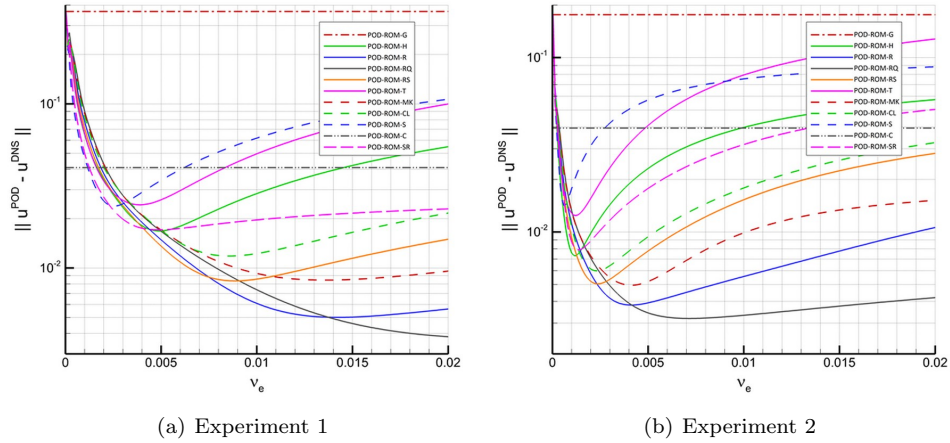 || u^POD - u^DNS ||
10^-1
10^-2
0
0.005
0.01
0.015
0.02
ν_e
POD-ROM-G
POD-ROM-H
POD-ROM-R
POD-ROM-RQ
POD-ROM-RS
POD-ROM-T
POD-ROM-MK
POD-ROM-CL
POD-ROM-S
POD-ROM-C
POD-ROM-SR
(a) Experiment 1
|| u^POD - u^DNS ||
10^-1
10^-2
0
0.005
0.01
0.015
0.02
ν_e
POD-ROM-G
POD-ROM-H
POD-ROM-R
POD-ROM-RQ
POD-ROM-RS
POD-ROM-T
POD-ROM-MK
POD-ROM-CL
POD-ROM-S
POD-ROM-C
POD-ROM-SR
(b) Experiment 2